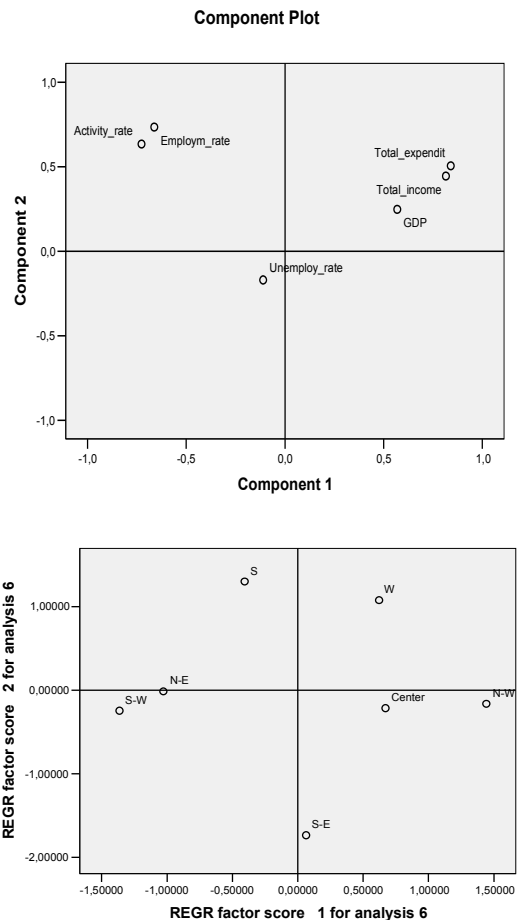 Component Plot
Component 2
1,0
0,5
0,0
-0,5
-1,0
Activity_rate
Employm_rate
Total_expendit
Total_income
GDP
Unemploy_rate
-1,0 -0,5 0,0 0,5 1,0
Component 1
REGR factor score 2 for analysis 6
1,00000
0,00000
-1,00000
-2,00000
S
W
N-E
S-W
Center
N-W
S-E
-1,50000 -1,00000 -0,50000 0,00000 0,50000 1,00000 1,50000
REGR factor score 1 for analysis 6